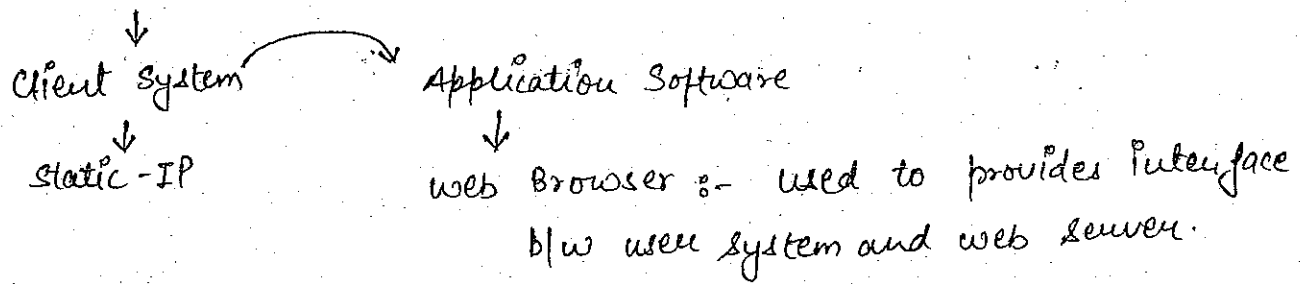 ↓
Client System → Application Software
↓ ↓
Static-IP web Browser :- used to provides interface
b/w user system and web server.